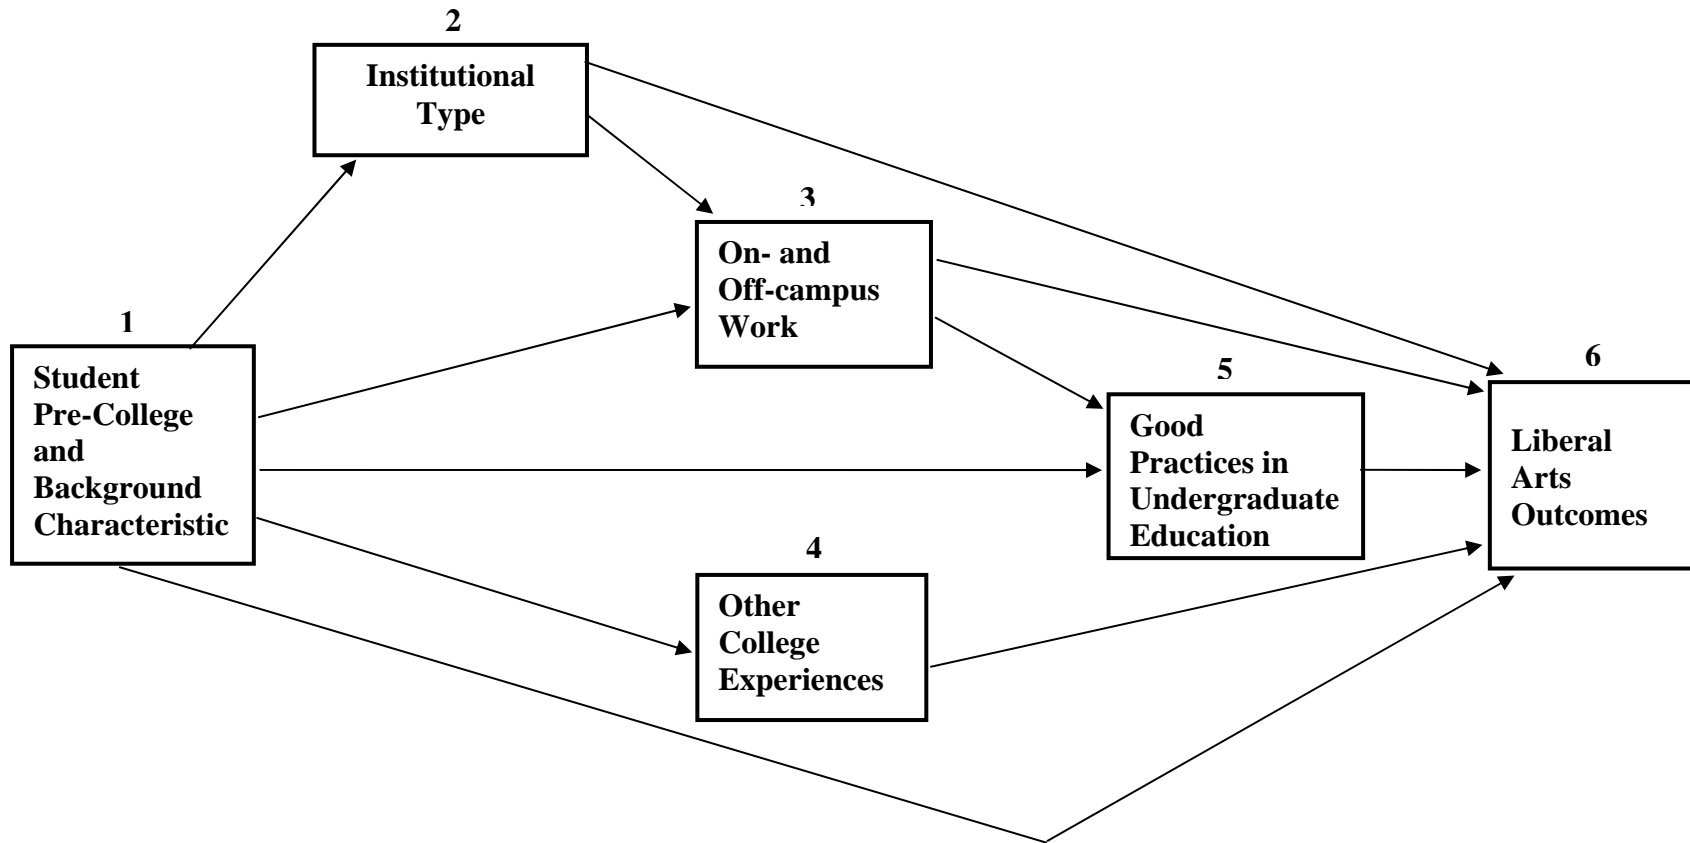 2
Institutional
Type
3
On- and
Off-campus
Work
1
Student
Pre-College
and
Background
Characteristic
5
Good
Practices in
Undergraduate
Education
6
Liberal
Arts
Outcomes
4
Other
College
Experiences